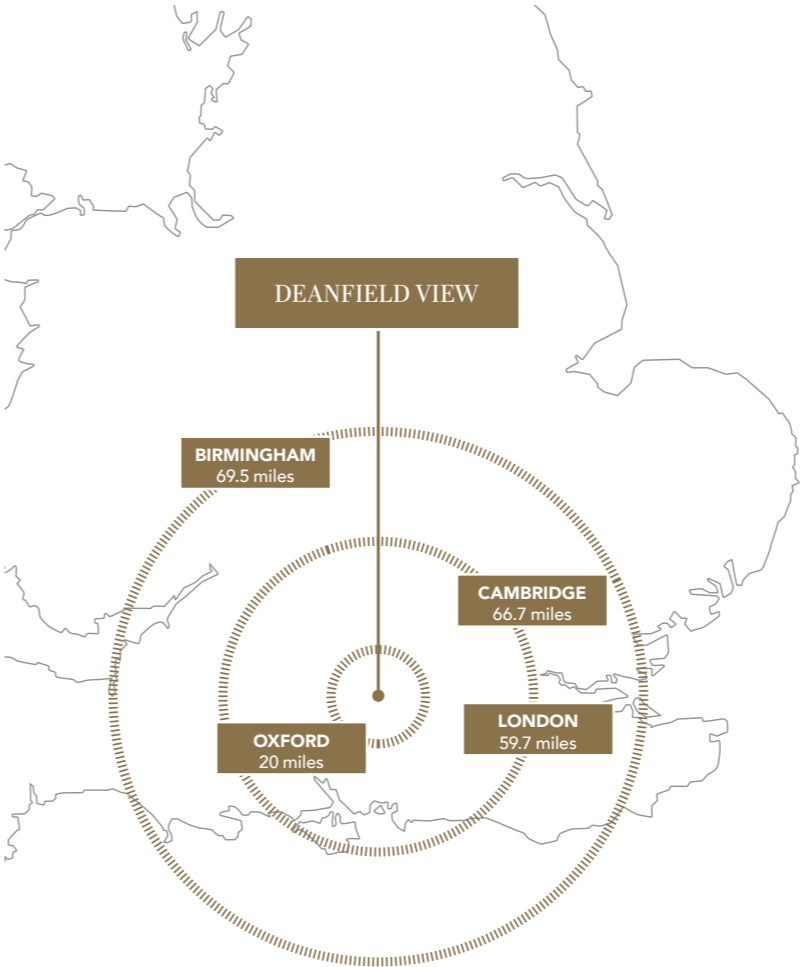 DEANFIELD VIEW
BIRMINGHAM
69.5 miles
CAMBRIDGE
66.7 miles
LONDON
59.7 miles
OXFORD
20 miles